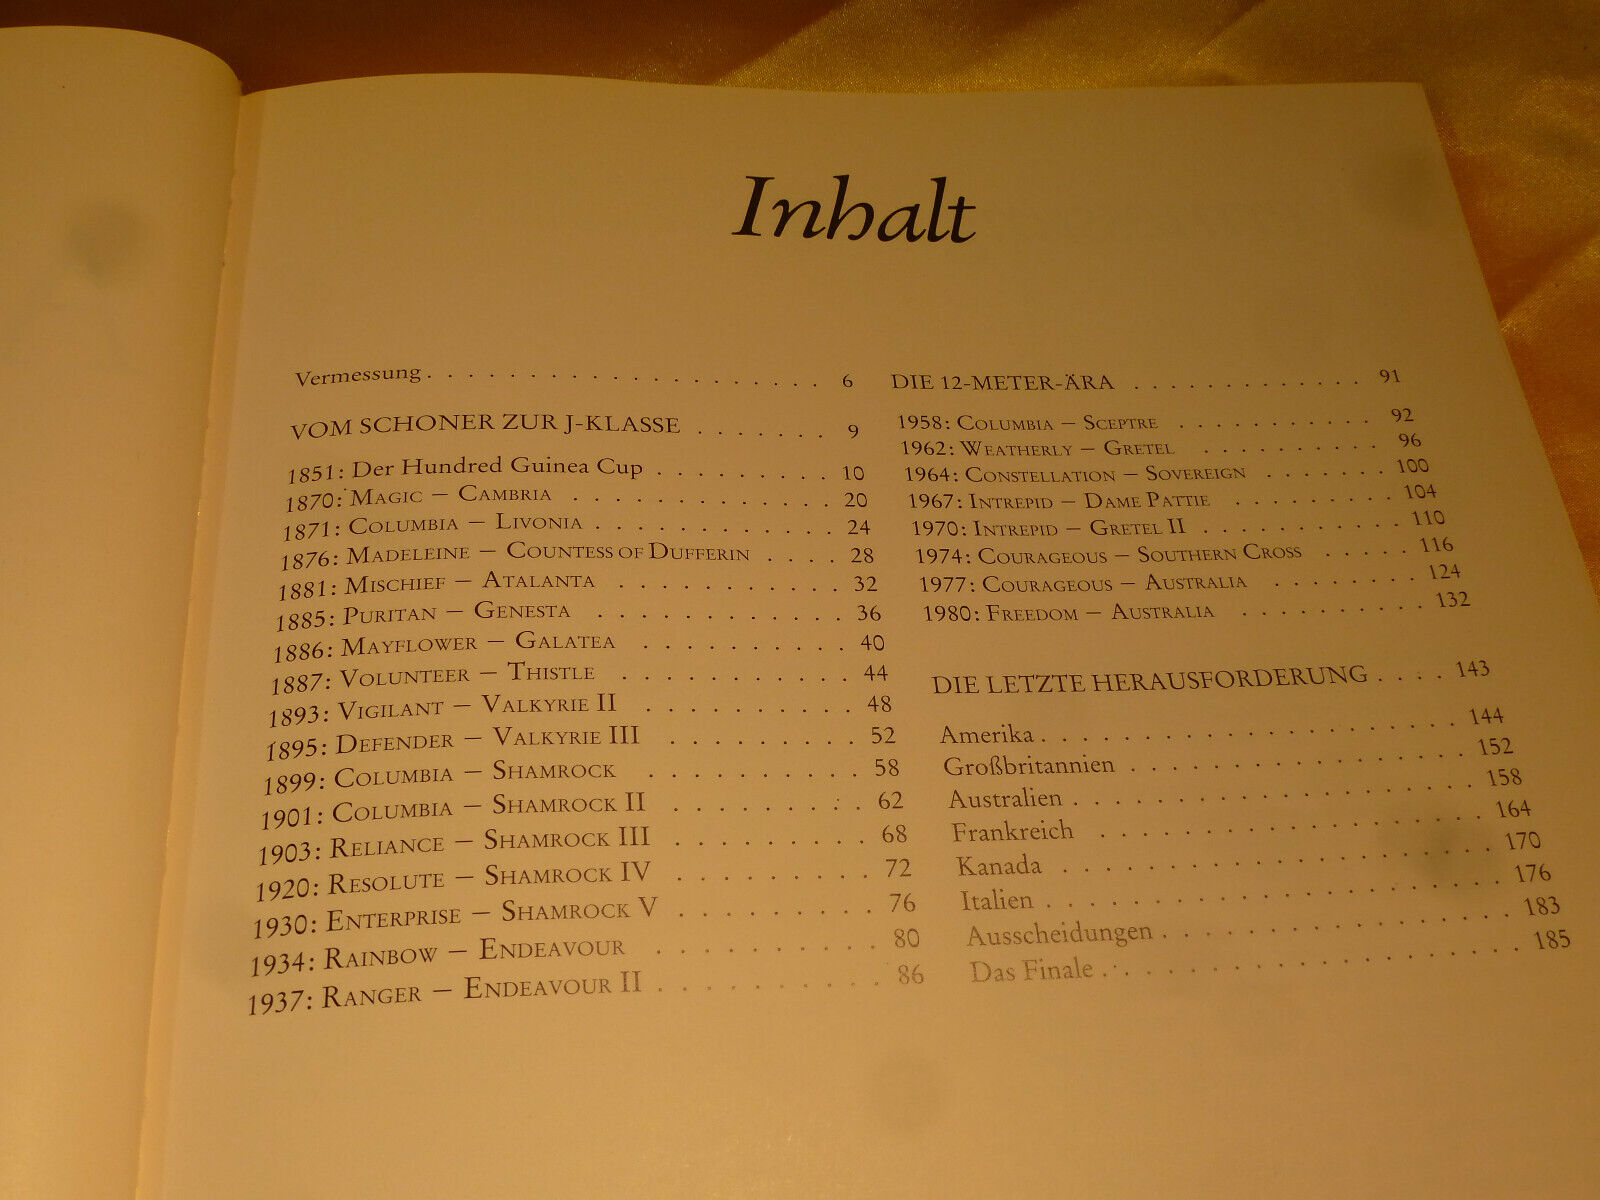 Inhalt
Vermessung . . . . . . . . . . . . . . . . . . . 6
VOM SCHONER ZUR J-KLASSE . . . . . . . 9
1851: Der Hundred Guinea Cup . . . . . . . . 10
1870: Magic – Cambria . . . . . . . . . . . 20
1871: Columbia – Livonia . . . . . . . . . . 24
1876: Madeleine – Countess of Dufferin . . . . 28
1881: Mischief – Atalanta . . . . . . . . . 32
1885: Puritan – Genesta . . . . . . . . . . 36
1886: Mayflower – Galatea . . . . . . . . 40
1887: Volunteer – Thistle . . . . . . . . . 44
1893: Vigilant – Valkyrie II . . . . . . . . 48
1895: Defender – Valkyrie III . . . . . . . 52
1899: Columbia – Shamrock . . . . . . . . 58
1901: Columbia – Shamrock II . . . . . . . 62
1903: Reliance – Shamrock III . . . . . . . 68
1920: Resolute – Shamrock IV . . . . . . . 72
1930: Enterprise – Shamrock V . . . . . . . 76
1934: Rainbow – Endeavour . . . . . . . . 80
1937: Ranger – Endeavour II . . . . . . . . . 86
DIE 12-METER-ÄRA . . . . . . . . . . . 91
1958: Columbia – Sceptre . . . . . . . . . 92
1962: Weatherly – Gretel . . . . . . . . . 96
1964: Constellation – Sovereign . . . . . . 100
1967: Intrepid – Dame Pattie . . . . . . . . 104
1970: Intrepid – Gretel II . . . . . . . . . 110
1974: Courageous – Southern Cross . . . . . 116
1977: Courageous – Australia . . . . . . . 124
1980: Freedom – Australia . . . . . . . . . 132
DIE LETZTE HERAUSFORDERUNG . . . . 143
Amerika . . . . . . . . . . . . . . . . . 144
Großbritannien . . . . . . . . . . . . . . 152
Australien . . . . . . . . . . . . . . . . 158
Frankreich . . . . . . . . . . . . . . . . 164
Kanada . . . . . . . . . . . . . . . . . . 170
Italien . . . . . . . . . . . . . . . . . . 176
Ausscheidungen . . . . . . . . . . . . . . 183
Das Finale . . . . . . . . . . . . . . . . . 185